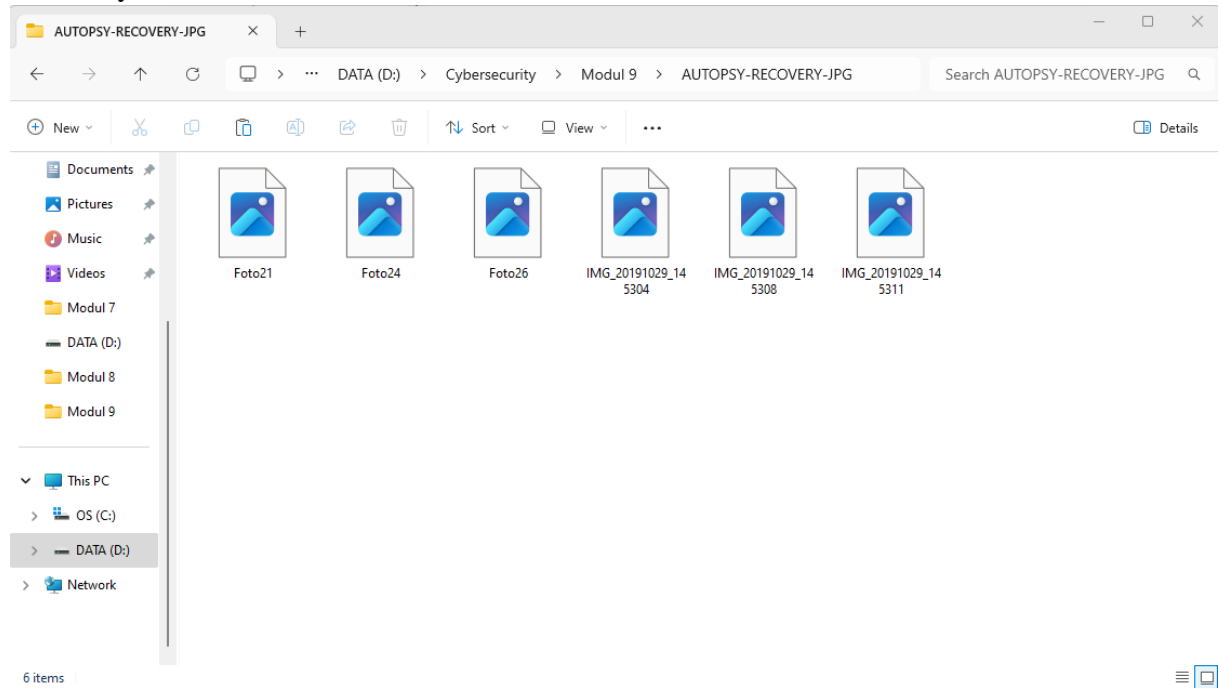 AUTOPSY-RECOVERY-JPG
DATA (D:) > Cybersecurity > Modul 9 > AUTOPSY-RECOVERY-JPG
Search AUTOPSY-RECOVERY-JPG
New
Sort
View
Details
Documents
Pictures
Music
Videos
Modul 7
DATA (D:)
Modul 8
Modul 9
This PC
OS (C:)
DATA (D:)
Network
Foto21
Foto24
Foto26
IMG_20191029_14
5304
IMG_20191029_14
5308
IMG_20191029_14
5311
6 items